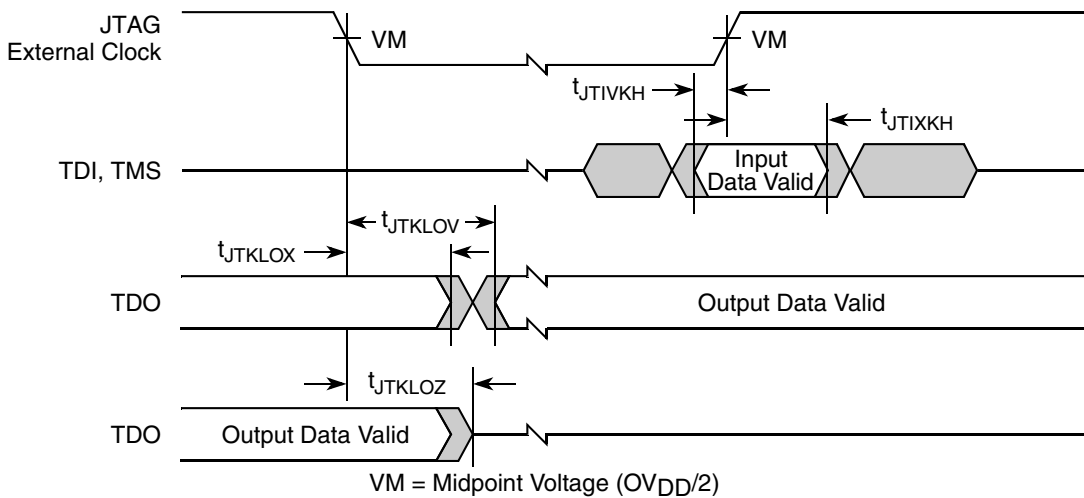 JTAG
External Clock
VM
VM
tJTIVKH
tJTIXKH
TDI, TMS
Input
Data Valid
tJTKLOV
tJTKLOX
TDO
Output Data Valid
tJTKLOZ
TDO
Output Data Valid
VM = Midpoint Voltage (OVDD/2)